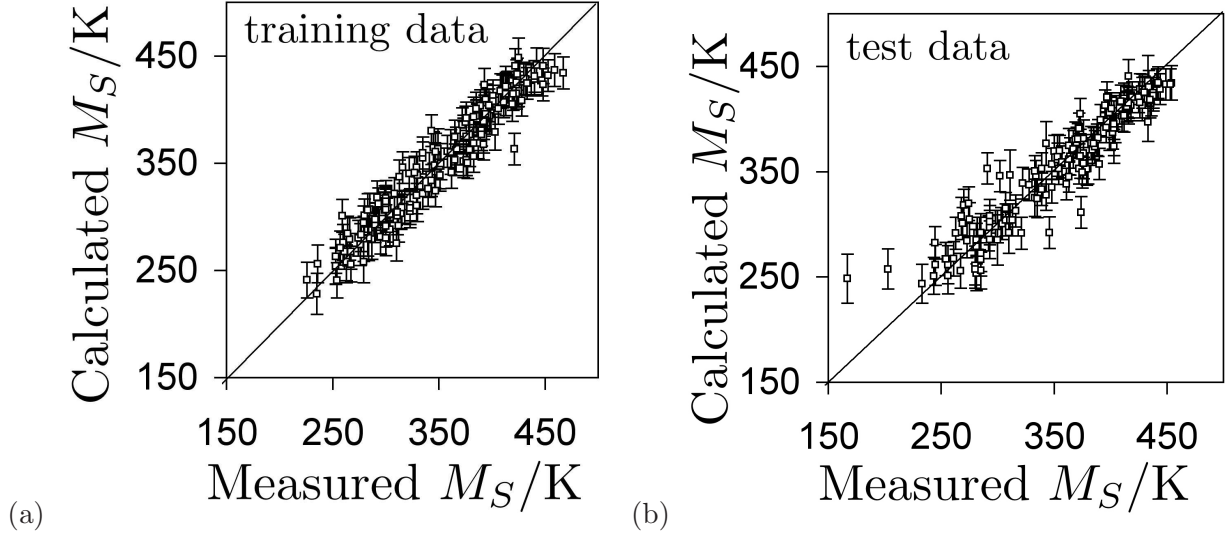 training data
Calculated M_S/K
450
350
250
150
150 250 350 450
Measured M_S/K
(a)
test data
Calculated M_S/K
450
350
250
150
150 250 350 450
Measured M_S/K
(b)